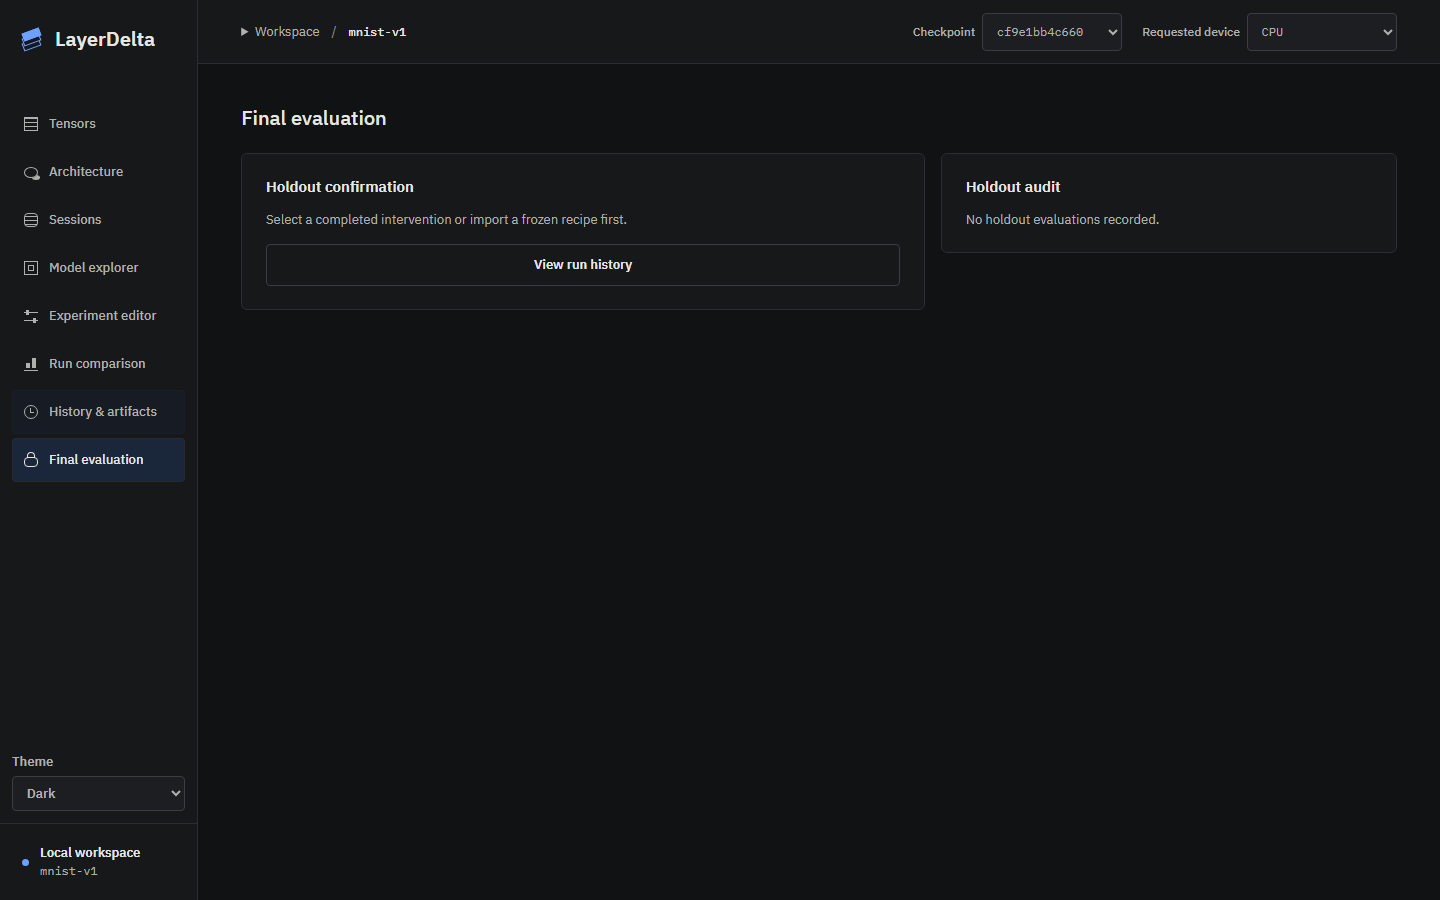 LayerDelta
Workspace / mnist-v1
Checkpoint cf9e1bb4c660
Requested device CPU
Tensors
Architecture
Sessions
Model explorer
Experiment editor
Run comparison
History & artifacts
Final evaluation
Theme
Dark
Local workspace
mnist-v1
Final evaluation
Holdout confirmation
Select a completed intervention or import a frozen recipe first.
View run history
Holdout audit
No holdout evaluations recorded.